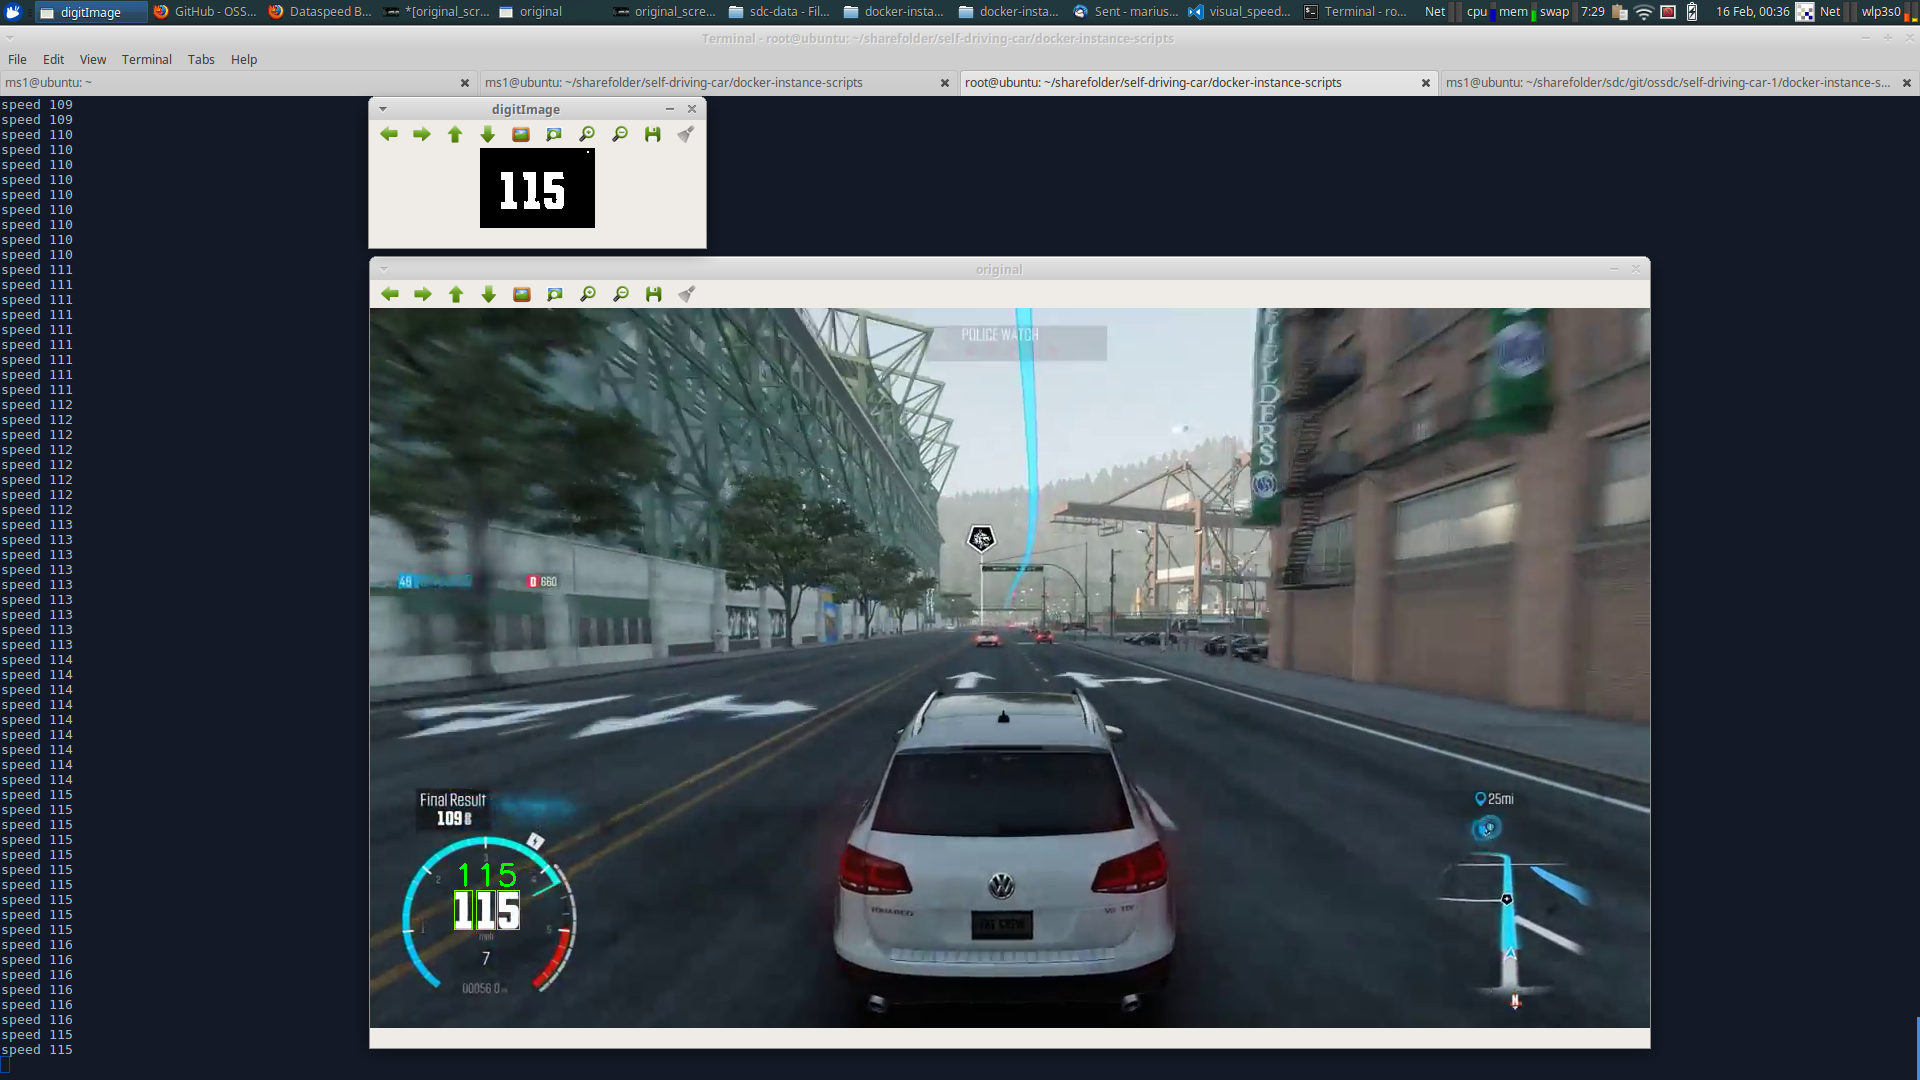 digitImage
GitHub - OSS...
Dataspeed B...
*[original_scr...
original
original_scre...
sdc-data - Fil...
docker-insta...
docker-insta...
Sent - marius...
visual_speed...
Terminal - ro...
Net
cpu
mem
swap
7:29
16 Feb, 00:36
Net
wlp3s0
Terminal - root@ubuntu: ~/sharefolder/self-driving-car/docker-instance-scripts
File Edit View Terminal Tabs Help
ms1@ubuntu: ~
ms1@ubuntu: ~/sharefolder/self-driving-car/docker-instance-scripts
root@ubuntu: ~/sharefolder/self-driving-car/docker-instance-scripts
ms1@ubuntu: ~/sharefolder/sdc/git/ossdc/self-driving-car-1/docker-instance-s...
speed 109
speed 109
speed 110
speed 110
speed 110
speed 110
speed 110
speed 110
speed 110
speed 110
speed 110
speed 111
speed 111
speed 111
speed 111
speed 111
speed 111
speed 111
speed 111
speed 111
speed 112
speed 112
speed 112
speed 112
speed 112
speed 112
speed 112
speed 112
speed 113
speed 113
speed 113
speed 113
speed 113
speed 113
speed 113
speed 113
speed 113
speed 114
speed 114
speed 114
speed 114
speed 114
speed 114
speed 114
speed 114
speed 114
speed 115
speed 115
speed 115
speed 115
speed 115
speed 115
speed 115
speed 115
speed 115
speed 115
speed 116
speed 116
speed 116
speed 116
speed 116
speed 116
speed 115
speed 115
digitImage
115
original
POLICE WATCH
D 660
Final Result
109
115
115
mph
7
1
2
3
4
5
25mi
TOUAREG
V6 TDI
N